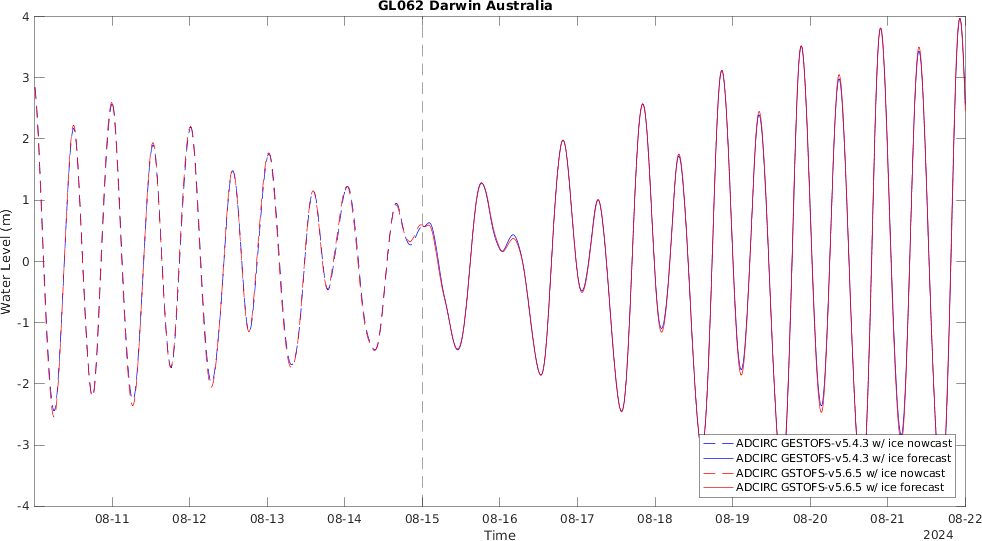 GL062 Darwin Australia
Water Level (m)
4
3
2
1
0
-1
-2
-3
-4
ADCIRC GESTOFS-v5.4.3 w/ ice nowcast
ADCIRC GESTOFS-v5.4.3 w/ ice forecast
ADCIRC GSTOFS-v5.6.5 w/ ice nowcast
ADCIRC GSTOFS-v5.6.5 w/ ice forecast
08-11 08-12 08-13 08-14 08-15 08-16 08-17 08-18 08-19 08-20 08-21 08-22
Time
2024